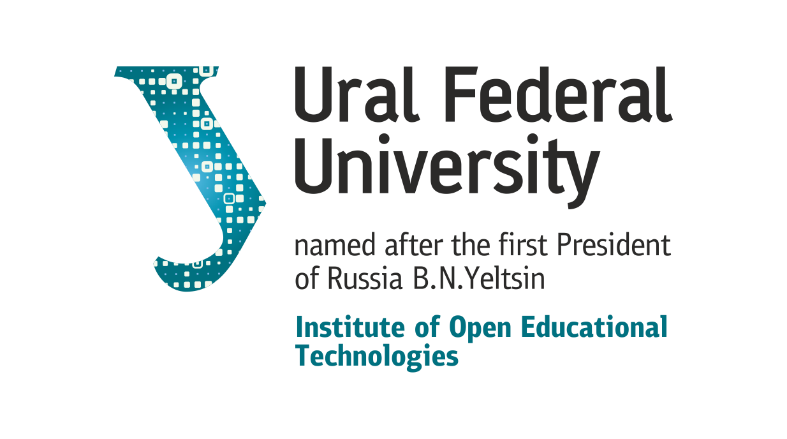 Ural Federal
University
named after the first President
of Russia B.N.Yeltsin
Institute of Open Educational
Technologies